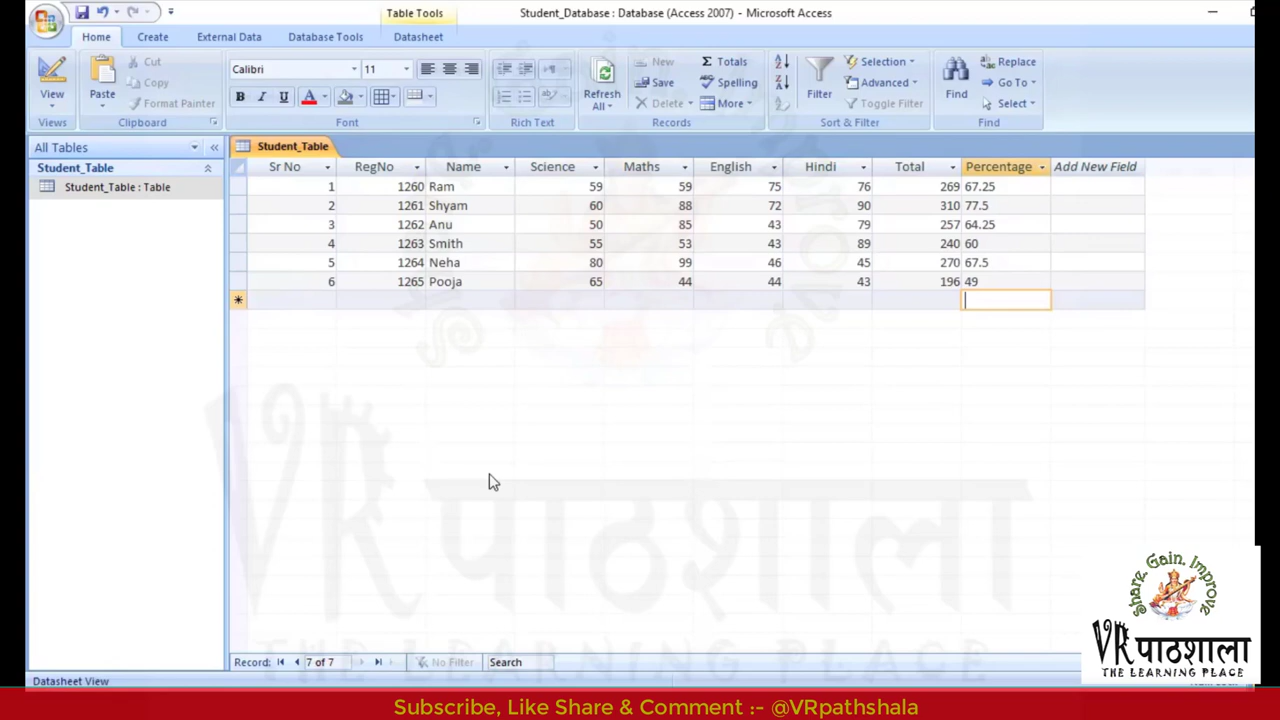 Table Tools
Student_Database : Database (Access 2007) - Microsoft Access
Home Create External Data Database Tools Datasheet
View
Views
Paste
Cut
Copy
Format Painter
Clipboard
Calibri 11
B I U A
Font
Rich Text
Refresh All
New
Save
Delete
Totals
Spelling
More
Records
Filter
Selection
Advanced
Toggle Filter
Sort & Filter
Find
Replace
Go To
Select
Find
All Tables
Student_Table
Student_Table : Table
Student_Table
Sr No RegNo Name Science Maths English Hindi Total Percentage Add New Field
1 1260 Ram 59 59 75 76 269 67.25
2 1261 Shyam 60 88 72 90 310 77.5
3 1262 Anu 50 85 43 79 257 64.25
4 1263 Smith 55 53 43 89 240 60
5 1264 Neha 80 99 46 45 270 67.5
6 1265 Pooja 65 44 44 43 196 49
VR पाठशाला
THE LEARNING PLACE
Share. Gain. Improve
VR पाठशाला
THE LEARNING PLACE
Record: 7 of 7 No Filter Search
Datasheet View
Subscribe, Like Share & Comment :- @VRpathshala